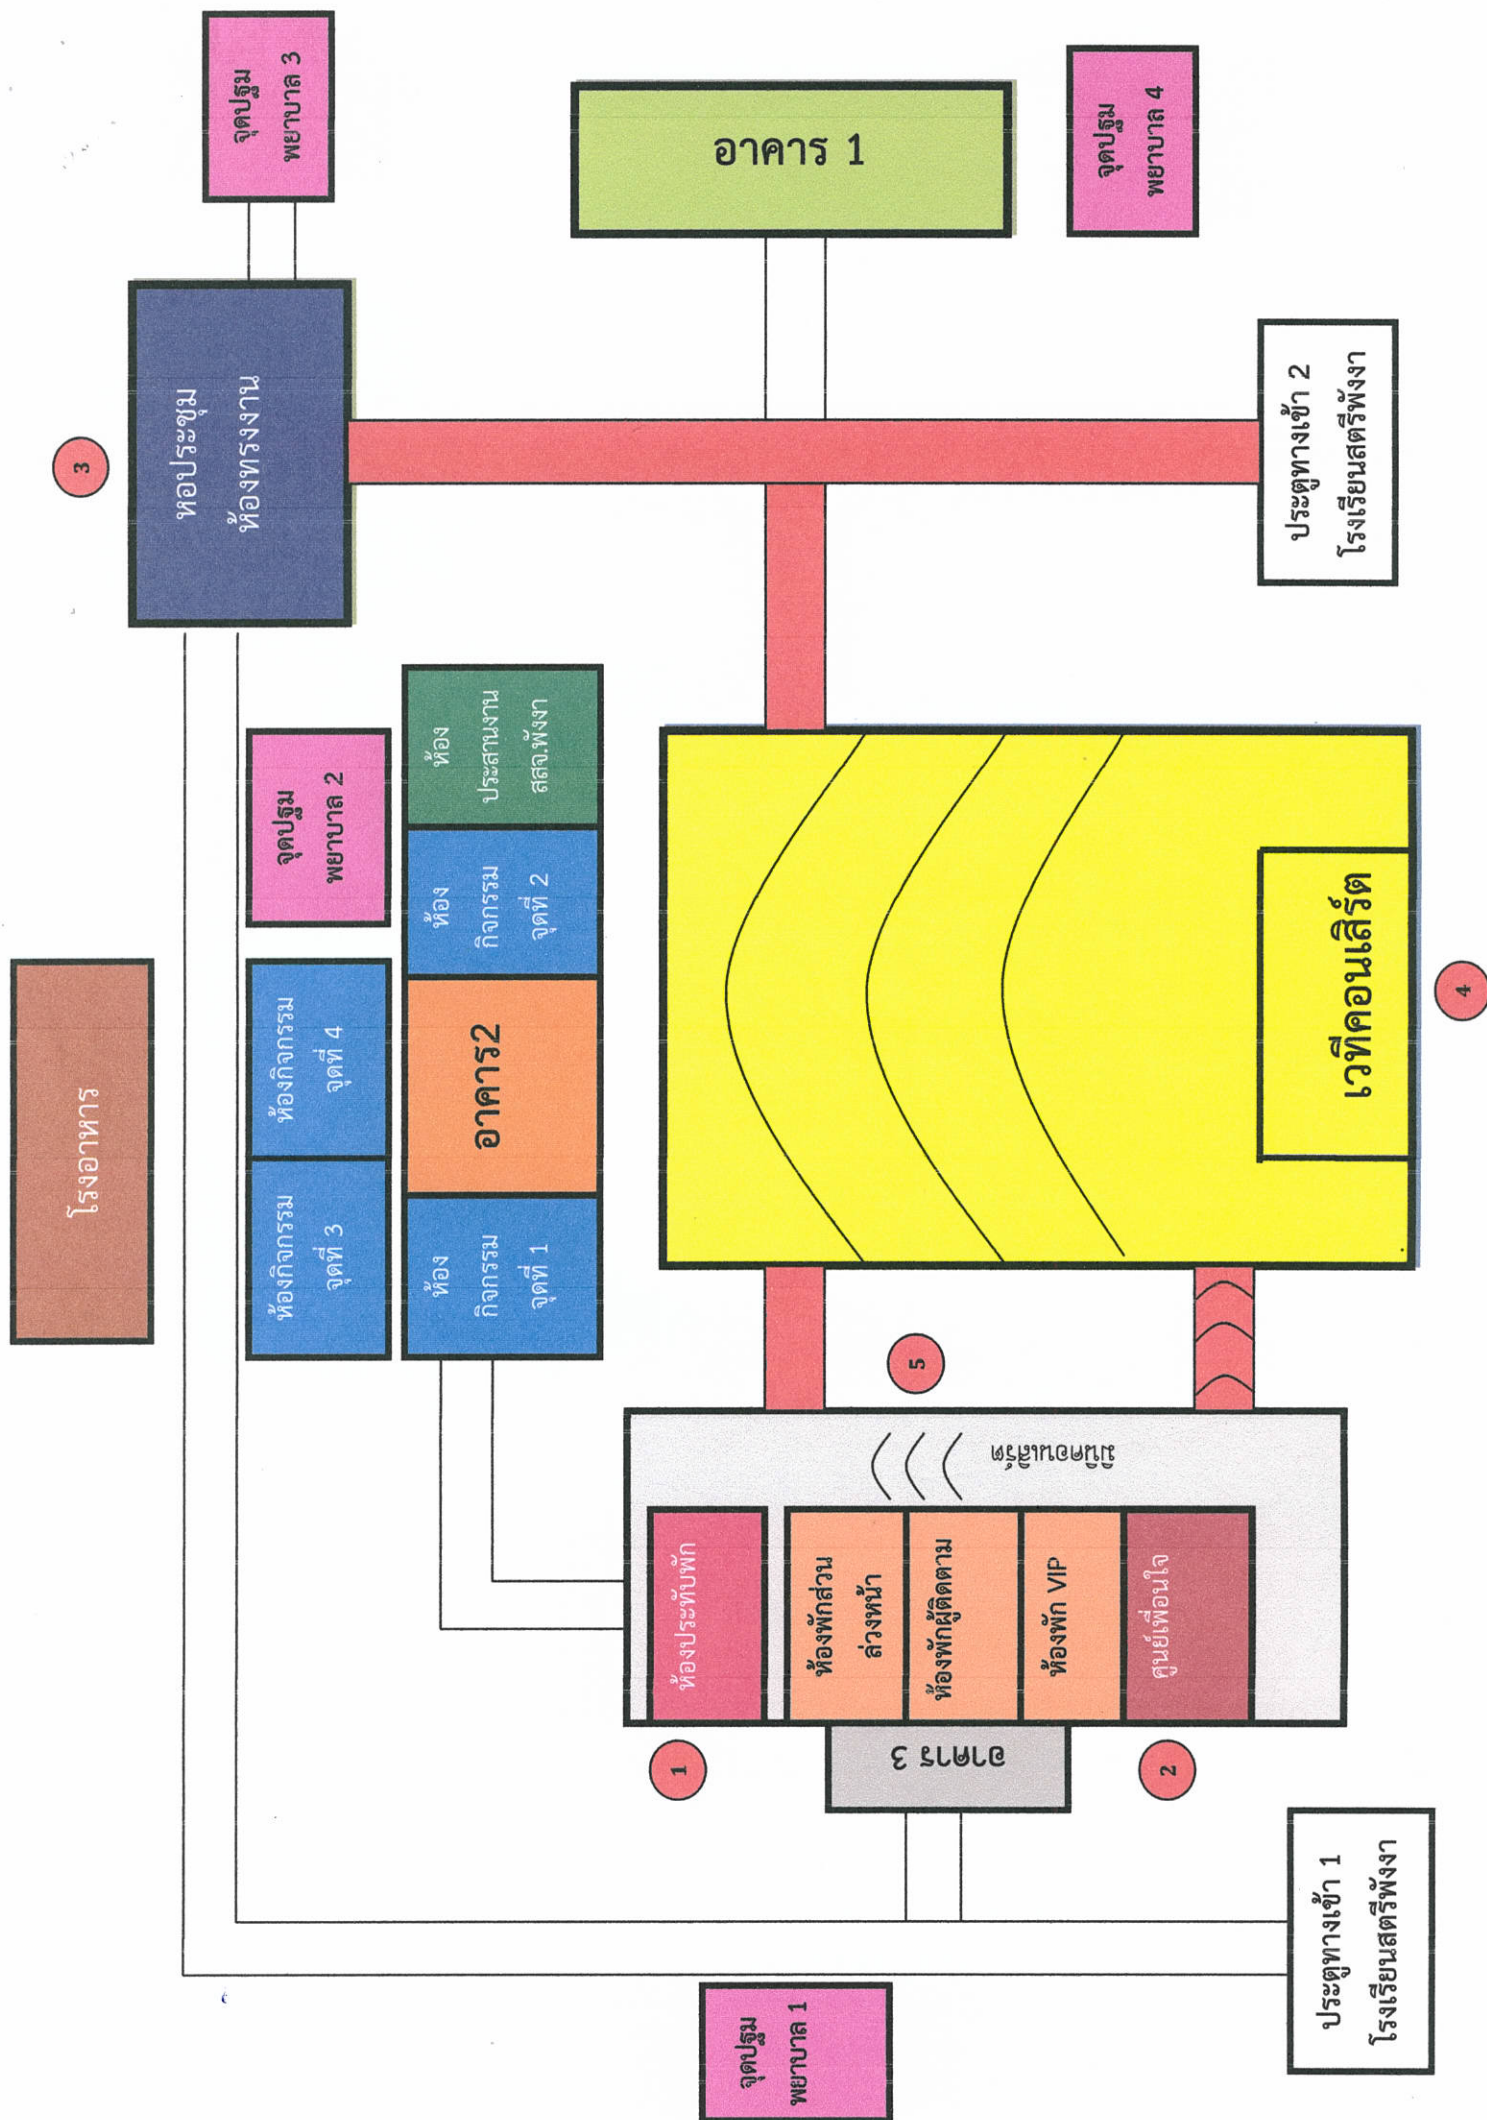 โรงอาหาร
จุดปฐม
พยาบาล 3
3
หอประชุม
ห้องทรงงาน
จุดปฐม
พยาบาล 2
ห้องกิจกรรม
จุดที่ 4
ห้องกิจกรรม
จุดที่ 3
ห้อง
ประสานงาน
สสจ.พังงา
ห้อง
กิจกรรม
จุดที่ 2
อาคาร2
ห้อง
กิจกรรม
จุดที่ 1
อาคาร 1
จุดปฐม
พยาบาล 4
ประตูทางเข้า 2
โรงเรียนสตรีพังงา
เวทีคอนเสิร์ต
4
5
มินิคอนเสิร์ต
ห้องประทับพัก
ห้องพักส่วน
ล่วงหน้า
ห้องพักผู้ติดตาม
ห้องพัก VIP
ศูนย์เพื่อนใจ
1
อาคาร 3
2
จุดปฐม
พยาบาล 1
ประตูทางเข้า 1
โรงเรียนสตรีพังงา